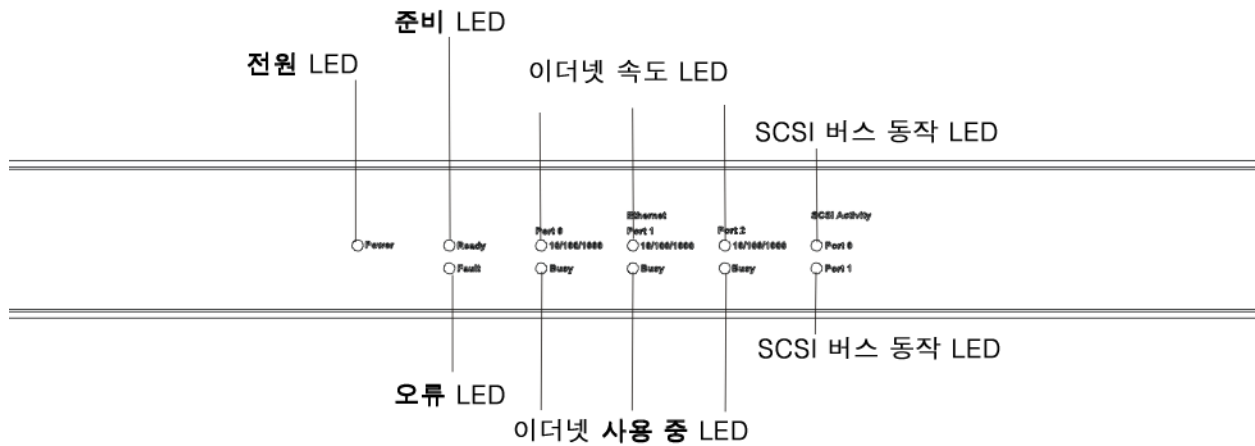 준비 LED
전원 LED
이더넷 속도 LED
SCSI 버스 동작 LED
Ethernet
SCSI Activity
Port 0
Port 1
Port 2
Power
Ready
10/100/1000
10/100/1000
10/100/1000
Port 0
Fault
Busy
Busy
Busy
Port 1
SCSI 버스 동작 LED
오류 LED
이더넷 사용 중 LED